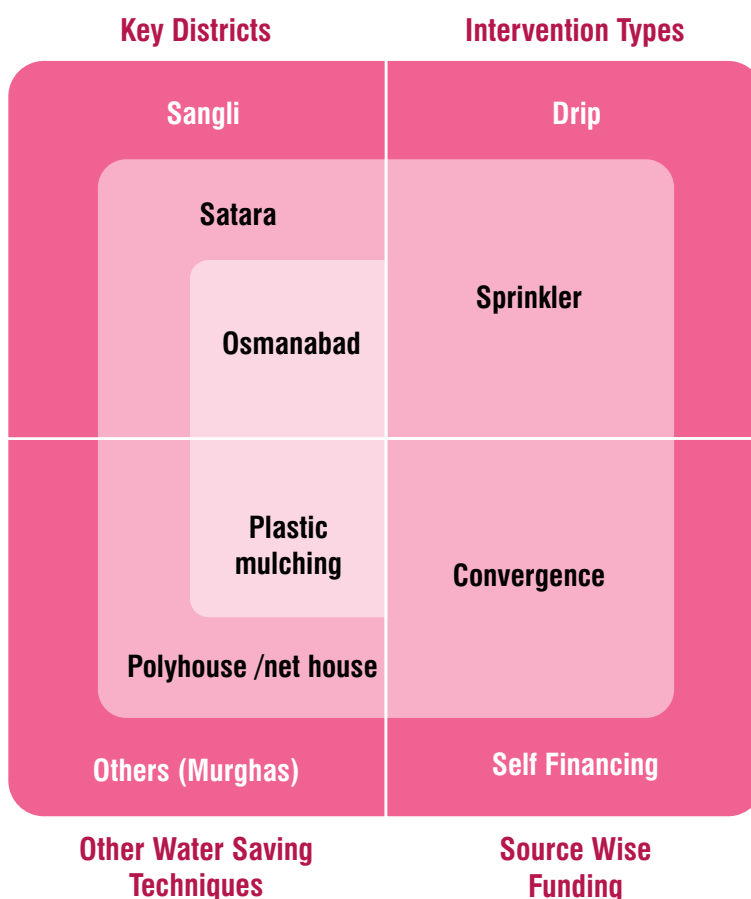 Key Districts
Intervention Types
Sangli
Drip
Satara
Sprinkler
Osmanabad
Plastic
mulching
Convergence
Polyhouse /net house
Others (Murghas)
Self Financing
Other Water Saving
Techniques
Source Wise
Funding